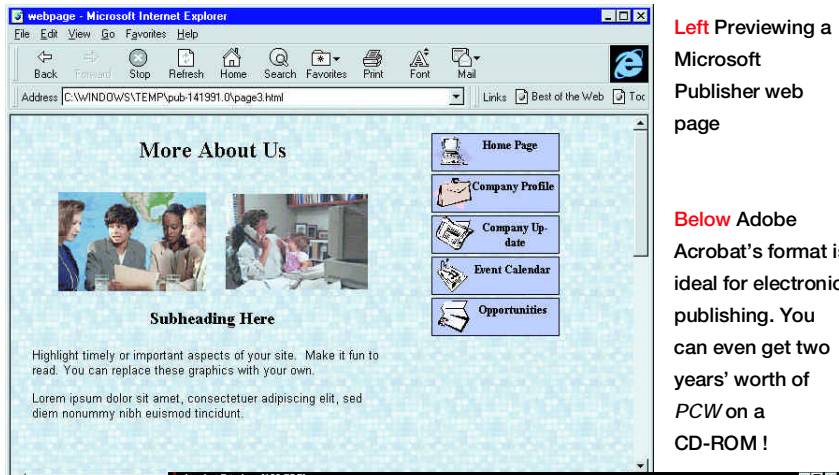 webpage - Microsoft Internet Explorer
File Edit View Go Favorites Help
Back Forward Stop Refresh Home Search Favorites Print Font Mail
Address C:\WINDOWS\TEMP\pub-141991.0\page3.html Links Best of the Web Toc
More About Us
Home Page
Company Profile
Company Up-
date
Event Calendar
Opportunities
Subheading Here
Highlight timely or important aspects of your site. Make it fun to
read. You can replace these graphics with your own.
Lorem ipsum dolor sit amet, consectetuer adipiscing elit, sed
diem nonummy nibh euismod tincidunt.
Left Previewing a
Microsoft
Publisher web
page
Below Adobe
Acrobat's format is
ideal for electronic
publishing. You
can even get two
years' worth of
PCW on a
CD-ROM !